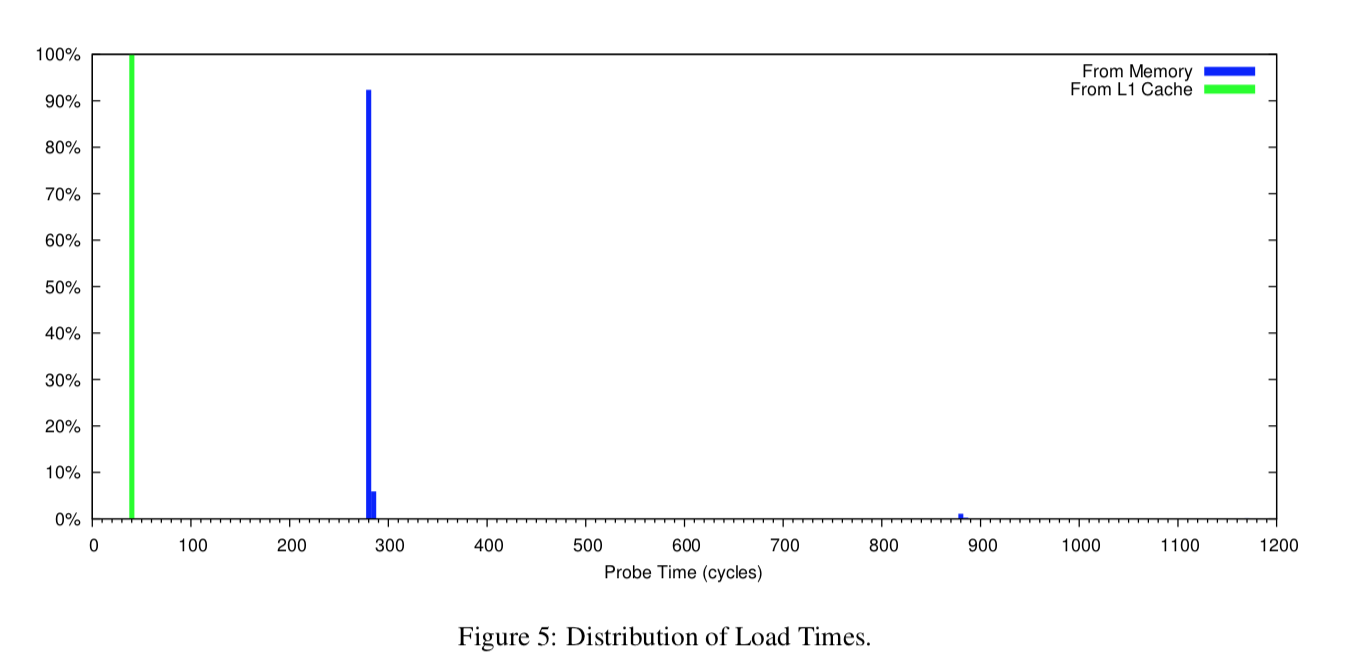 100%
90%
80%
70%
60%
50%
40%
30%
20%
10%
0%
From Memory
From L1 Cache
0 100 200 300 400 500 600 700 800 900 1000 1100 1200
Probe Time (cycles)
Figure 5: Distribution of Load Times.